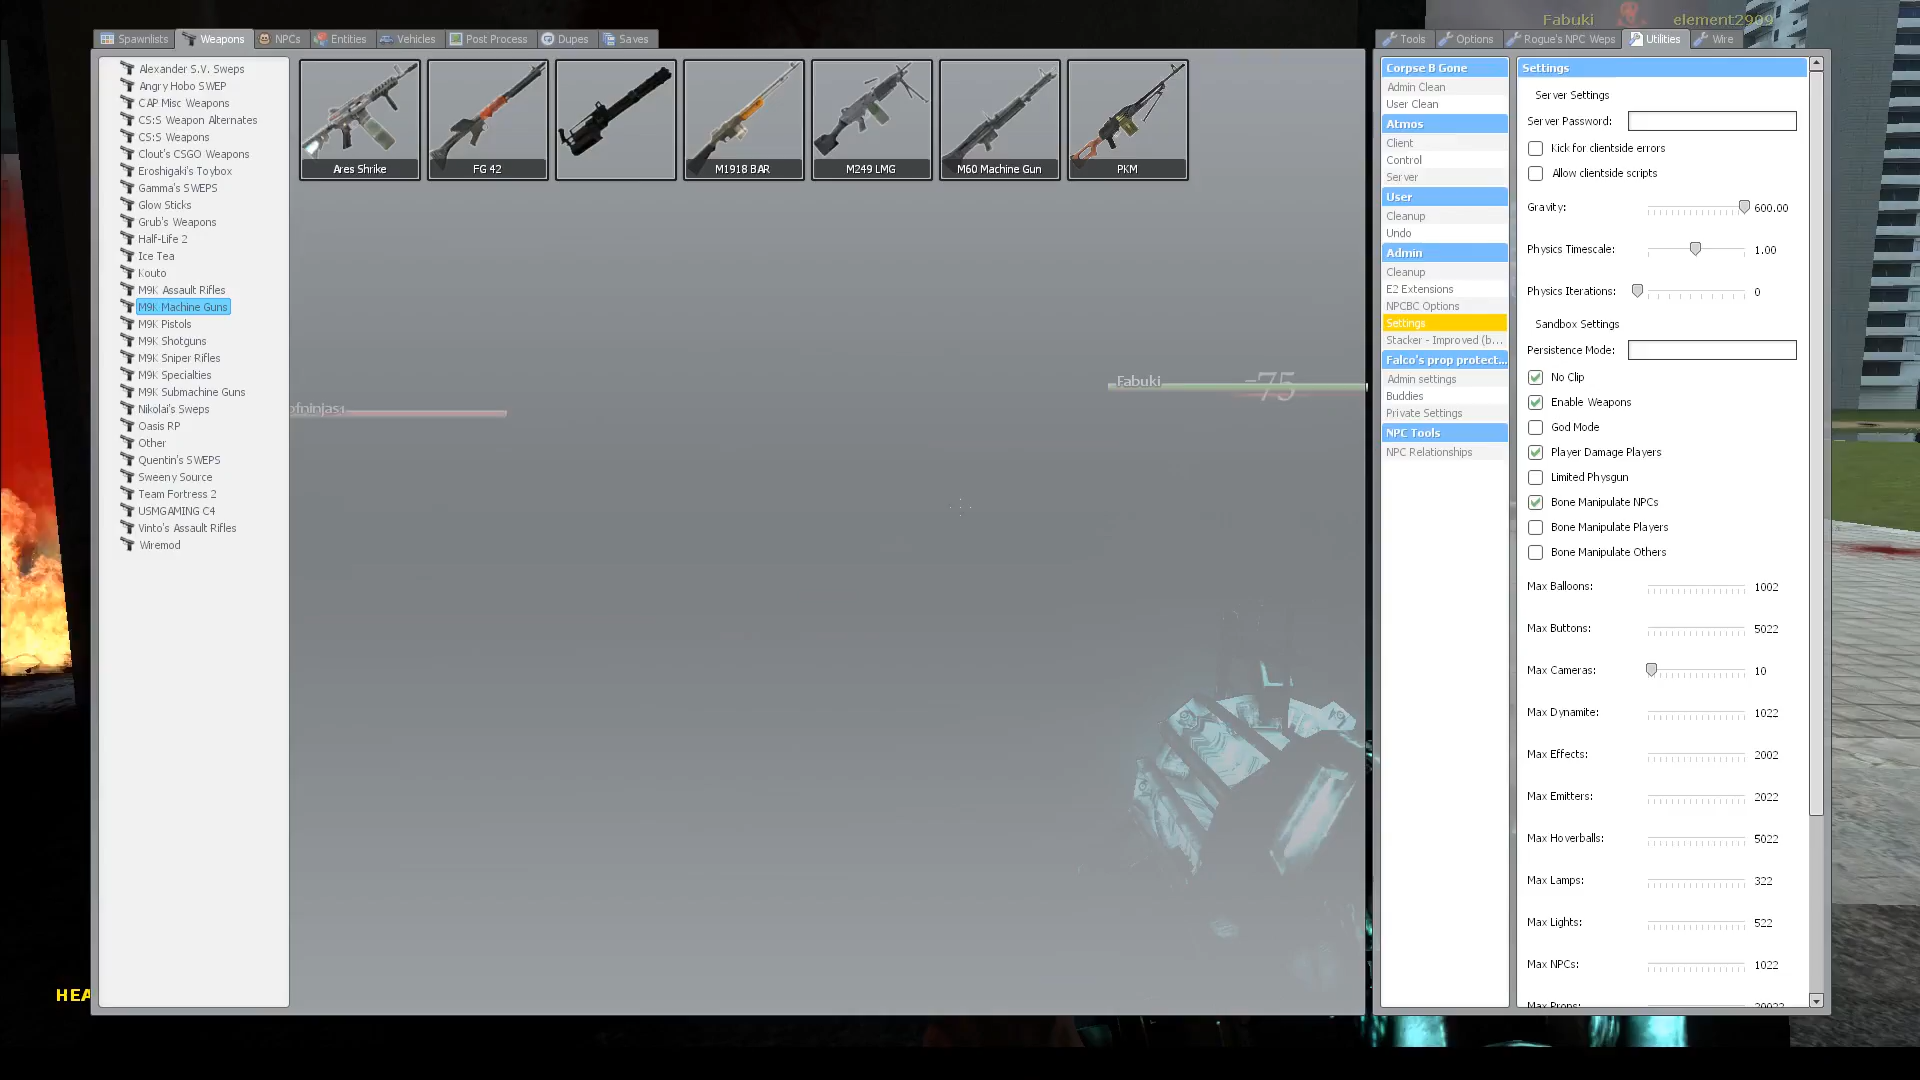 Fabuki element2909
Spawnlists Weapons NPCs Entities Vehicles Post Process Dupes Saves
Tools Options Rogue's NPC Weps Utilities Wire
Alexander S.V. Sweps
Angry Hobo SWEP
CAP Misc Weapons
CS:S Weapon Alternates
CS:S Weapons
Clout's CSGO Weapons
Eroshigaki's Toybox
Gamma's SWEPS
Glow Sticks
Grub's Weapons
Half-Life 2
Ice Tea
Kouto
M9K Assault Rifles
M9K Machine Guns
M9K Pistols
M9K Shotguns
M9K Sniper Rifles
M9K Specialties
M9K Submachine Guns
Nikolai's Sweps
Oasis RP
Other
Quentin's SWEPS
Sweeny Source
Team Fortress 2
USMGAMING C4
Vinto's Assault Rifles
Wiremod
Ares Shrike
FG 42
M1918 BAR
M249 LMG
M60 Machine Gun
PKM
ofninjas1
Fabuki
-75
HEA
Corpse B Gone
Admin Clean
User Clean
Atmos
Client
Control
Server
User
Cleanup
Undo
Admin
Cleanup
E2 Extensions
NPCBC Options
Settings
Stacker - Improved (b...
Falco's prop protect...
Admin settings
Buddies
Private Settings
NPC Tools
NPC Relationships
Settings
Server Settings
Server Password:
Kick for clientside errors
Allow clientside scripts
Gravity: 600.00
Physics Timescale: 1.00
Physics Iterations: 0
Sandbox Settings
Persistence Mode:
No Clip
Enable Weapons
God Mode
Player Damage Players
Limited Physgun
Bone Manipulate NPCs
Bone Manipulate Players
Bone Manipulate Others
Max Balloons: 1002
Max Buttons: 5022
Max Cameras: 10
Max Dynamite: 1022
Max Effects: 2002
Max Emitters: 2022
Max Hoverballs: 5022
Max Lamps: 322
Max Lights: 522
Max NPCs: 1022
Max Props: 20022